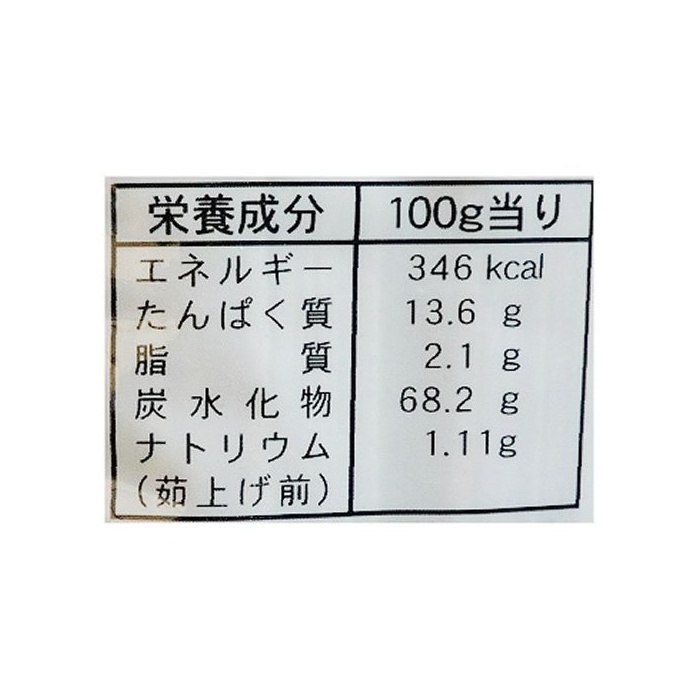 栄養成分 100g当り
エネルギー 346 kcal
たんぱく質 13.6 g
脂質 2.1 g
炭水化物 68.2 g
ナトリウム 1.11g
(茹上げ前)